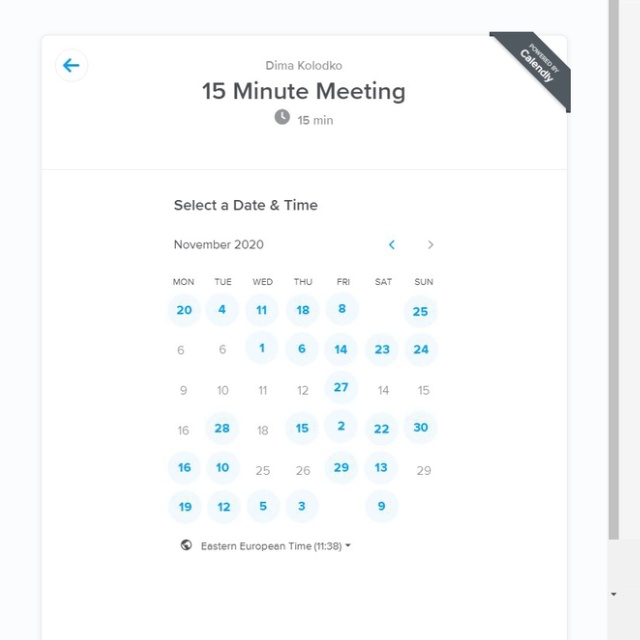 POWERED BY
Calendly
Dima Kolodko
15 Minute Meeting
15 min
Select a Date & Time
November 2020
MON TUE WED THU FRI SAT SUN
20 4 11 18 8 25
6 6 1 6 14 23 24
9 10 11 12 27 14 15
16 28 18 15 2 22 30
16 10 25 26 29 13 29
19 12 5 3 9
Eastern European Time (11:38)